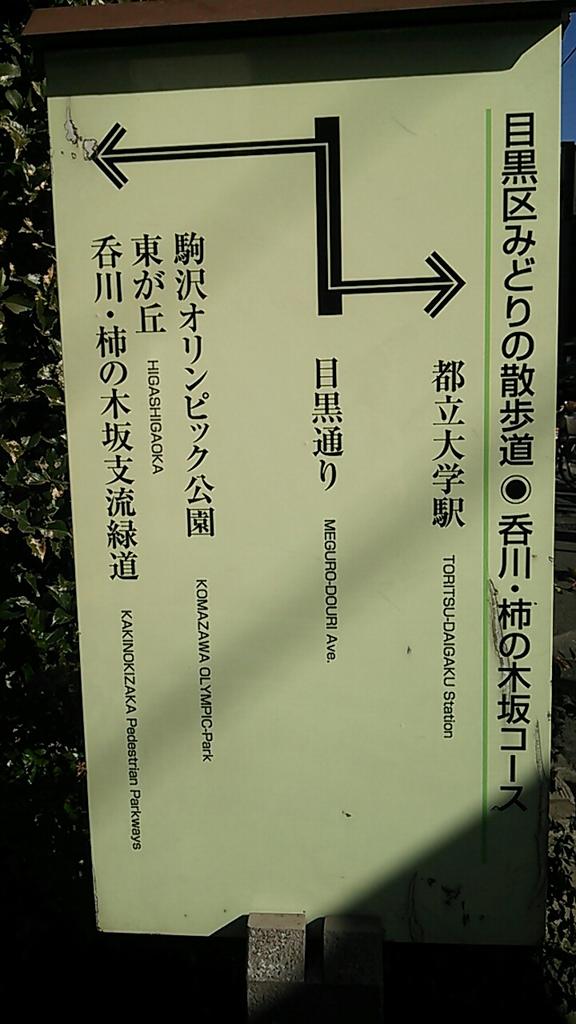 目黒区みどりの散歩道◉呑川・柿の木坂コース
都立大学駅 TORITSU-DAIGAKU Station
目黒通り MEGURO-DOURI Ave.
駒沢オリンピック公園 KOMAZAWA OLYMPIC-Park
東が丘 HIGASHIGAOKA
呑川・柿の木坂支流緑道 KAKINOKIZAKA Pedestrian Parkways